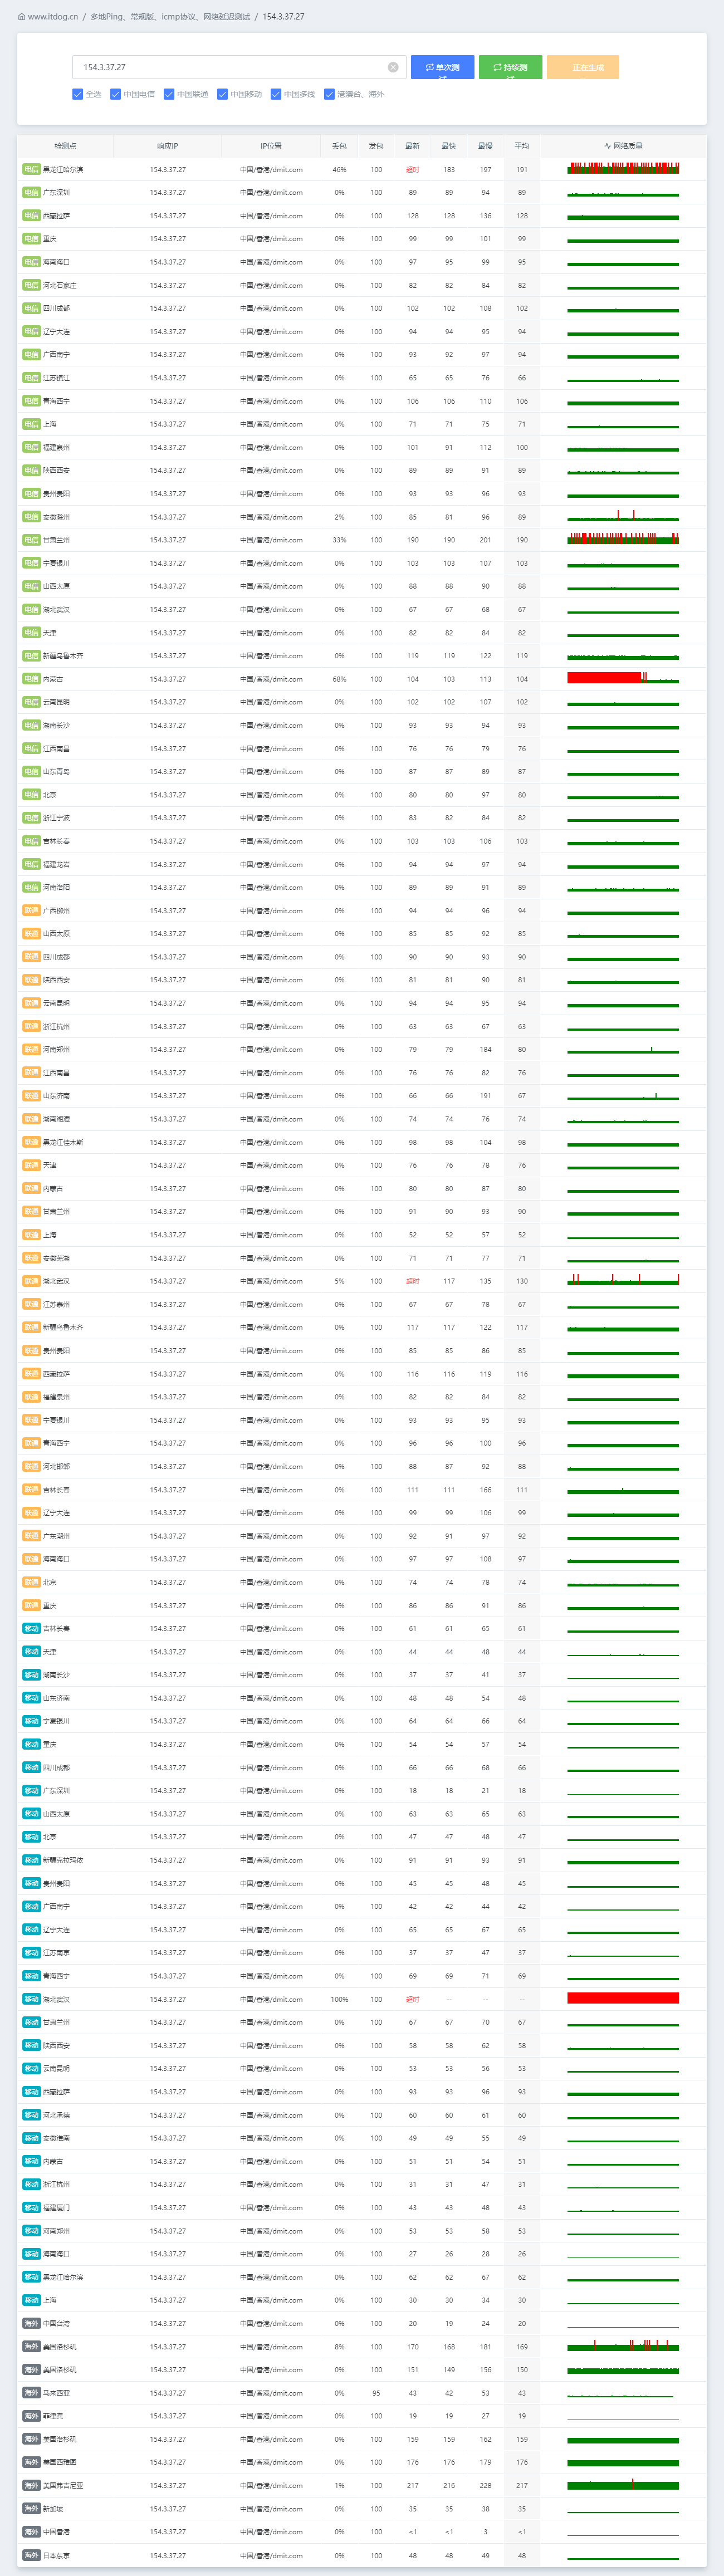 www.itdog.cn / 多地Ping、常规版、icmp协议、网络延迟测试 / 154.3.37.27
154.3.37.27 单次测试 持续测试 正在生成
全选 中国电信 中国联通 中国移动 中国多线 港澳台、海外
检测点 响应IP IP位置 丢包 发包 最新 最快 最慢 平均 网络质量
电信 黑龙江哈尔滨 154.3.37.27 中国/香港/dmit.com 46% 100 超时 183 197 191
电信 广东深圳 154.3.37.27 中国/香港/dmit.com 0% 100 89 89 94 89
电信 西藏拉萨 154.3.37.27 中国/香港/dmit.com 0% 100 128 128 136 128
电信 重庆 154.3.37.27 中国/香港/dmit.com 0% 100 99 99 101 99
电信 海南海口 154.3.37.27 中国/香港/dmit.com 0% 100 97 95 99 95
电信 河北石家庄 154.3.37.27 中国/香港/dmit.com 0% 100 82 82 84 82
电信 四川成都 154.3.37.27 中国/香港/dmit.com 0% 100 102 102 108 102
电信 辽宁大连 154.3.37.27 中国/香港/dmit.com 0% 100 94 94 95 94
电信 广西南宁 154.3.37.27 中国/香港/dmit.com 0% 100 93 92 97 94
电信 江苏镇江 154.3.37.27 中国/香港/dmit.com 0% 100 65 65 76 66
电信 青海西宁 154.3.37.27 中国/香港/dmit.com 0% 100 106 106 110 106
电信 上海 154.3.37.27 中国/香港/dmit.com 0% 100 71 71 75 71
电信 福建泉州 154.3.37.27 中国/香港/dmit.com 0% 100 101 91 112 100
电信 陕西西安 154.3.37.27 中国/香港/dmit.com 0% 100 89 89 91 89
电信 贵州贵阳 154.3.37.27 中国/香港/dmit.com 0% 100 93 93 96 93
电信 安徽滁州 154.3.37.27 中国/香港/dmit.com 2% 100 85 81 96 89
电信 甘肃兰州 154.3.37.27 中国/香港/dmit.com 33% 100 190 190 201 190
电信 宁夏银川 154.3.37.27 中国/香港/dmit.com 0% 100 103 103 107 103
电信 山西太原 154.3.37.27 中国/香港/dmit.com 0% 100 88 88 90 88
电信 湖北武汉 154.3.37.27 中国/香港/dmit.com 0% 100 67 67 68 67
电信 天津 154.3.37.27 中国/香港/dmit.com 0% 100 82 82 84 82
电信 新疆乌鲁木齐 154.3.37.27 中国/香港/dmit.com 0% 100 119 119 122 119
电信 内蒙古 154.3.37.27 中国/香港/dmit.com 68% 100 104 103 113 104
电信 云南昆明 154.3.37.27 中国/香港/dmit.com 0% 100 102 102 107 102
电信 湖南长沙 154.3.37.27 中国/香港/dmit.com 0% 100 93 93 94 93
电信 江西南昌 154.3.37.27 中国/香港/dmit.com 0% 100 76 76 79 76
电信 山东青岛 154.3.37.27 中国/香港/dmit.com 0% 100 87 87 89 87
电信 北京 154.3.37.27 中国/香港/dmit.com 0% 100 80 80 97 80
电信 浙江宁波 154.3.37.27 中国/香港/dmit.com 0% 100 83 82 84 82
电信 吉林长春 154.3.37.27 中国/香港/dmit.com 0% 100 103 103 106 103
电信 福建龙岩 154.3.37.27 中国/香港/dmit.com 0% 100 94 94 97 94
电信 河南洛阳 154.3.37.27 中国/香港/dmit.com 0% 100 89 89 91 89
联通 广西柳州 154.3.37.27 中国/香港/dmit.com 0% 100 94 94 96 94
联通 山西太原 154.3.37.27 中国/香港/dmit.com 0% 100 85 85 92 85
联通 四川成都 154.3.37.27 中国/香港/dmit.com 0% 100 90 90 93 90
联通 陕西西安 154.3.37.27 中国/香港/dmit.com 0% 100 81 81 90 81
联通 云南昆明 154.3.37.27 中国/香港/dmit.com 0% 100 94 94 95 94
联通 浙江杭州 154.3.37.27 中国/香港/dmit.com 0% 100 63 63 67 63
联通 河南郑州 154.3.37.27 中国/香港/dmit.com 0% 100 79 79 184 80
联通 江西南昌 154.3.37.27 中国/香港/dmit.com 0% 100 76 76 82 76
联通 山东济南 154.3.37.27 中国/香港/dmit.com 0% 100 66 66 191 67
联通 湖南湘潭 154.3.37.27 中国/香港/dmit.com 0% 100 74 74 76 74
联通 黑龙江佳木斯 154.3.37.27 中国/香港/dmit.com 0% 100 98 98 104 98
联通 天津 154.3.37.27 中国/香港/dmit.com 0% 100 76 76 78 76
联通 内蒙古 154.3.37.27 中国/香港/dmit.com 0% 100 80 80 87 80
联通 甘肃兰州 154.3.37.27 中国/香港/dmit.com 0% 100 91 90 93 90
联通 上海 154.3.37.27 中国/香港/dmit.com 0% 100 52 52 57 52
联通 安徽芜湖 154.3.37.27 中国/香港/dmit.com 0% 100 71 71 77 71
联通 湖北武汉 154.3.37.27 中国/香港/dmit.com 5% 100 超时 117 135 130
联通 江苏泰州 154.3.37.27 中国/香港/dmit.com 0% 100 67 67 78 67
联通 新疆乌鲁木齐 154.3.37.27 中国/香港/dmit.com 0% 100 117 117 122 117
联通 贵州贵阳 154.3.37.27 中国/香港/dmit.com 0% 100 85 85 86 85
联通 西藏拉萨 154.3.37.27 中国/香港/dmit.com 0% 100 116 116 119 116
联通 福建泉州 154.3.37.27 中国/香港/dmit.com 0% 100 82 82 84 82
联通 宁夏银川 154.3.37.27 中国/香港/dmit.com 0% 100 93 93 95 93
联通 青海西宁 154.3.37.27 中国/香港/dmit.com 0% 100 96 96 100 96
联通 河北邯郸 154.3.37.27 中国/香港/dmit.com 0% 100 88 87 92 88
联通 吉林长春 154.3.37.27 中国/香港/dmit.com 0% 100 111 111 166 111
联通 辽宁大连 154.3.37.27 中国/香港/dmit.com 0% 100 99 99 106 99
联通 广东潮州 154.3.37.27 中国/香港/dmit.com 0% 100 92 91 97 92
联通 海南海口 154.3.37.27 中国/香港/dmit.com 0% 100 97 97 108 97
联通 北京 154.3.37.27 中国/香港/dmit.com 0% 100 74 74 78 74
联通 重庆 154.3.37.27 中国/香港/dmit.com 0% 100 86 86 91 86
移动 吉林长春 154.3.37.27 中国/香港/dmit.com 0% 100 61 61 65 61
移动 天津 154.3.37.27 中国/香港/dmit.com 0% 100 44 44 48 44
移动 湖南长沙 154.3.37.27 中国/香港/dmit.com 0% 100 37 37 41 37
移动 山东济南 154.3.37.27 中国/香港/dmit.com 0% 100 48 48 54 48
移动 宁夏银川 154.3.37.27 中国/香港/dmit.com 0% 100 64 64 66 64
移动 重庆 154.3.37.27 中国/香港/dmit.com 0% 100 54 54 57 54
移动 四川成都 154.3.37.27 中国/香港/dmit.com 0% 100 66 66 68 66
移动 广东深圳 154.3.37.27 中国/香港/dmit.com 0% 100 18 18 21 18
移动 山西太原 154.3.37.27 中国/香港/dmit.com 0% 100 63 63 65 63
移动 北京 154.3.37.27 中国/香港/dmit.com 0% 100 47 47 48 47
移动 新疆克拉玛依 154.3.37.27 中国/香港/dmit.com 0% 100 91 91 93 91
移动 贵州贵阳 154.3.37.27 中国/香港/dmit.com 0% 100 45 45 48 45
移动 广西南宁 154.3.37.27 中国/香港/dmit.com 0% 100 42 42 44 42
移动 辽宁大连 154.3.37.27 中国/香港/dmit.com 0% 100 65 65 67 65
移动 江苏南京 154.3.37.27 中国/香港/dmit.com 0% 100 37 37 47 37
移动 青海西宁 154.3.37.27 中国/香港/dmit.com 0% 100 69 69 71 69
移动 湖北武汉 154.3.37.27 中国/香港/dmit.com 100% 100 超时 -- -- --
移动 甘肃兰州 154.3.37.27 中国/香港/dmit.com 0% 100 67 67 70 67
移动 陕西西安 154.3.37.27 中国/香港/dmit.com 0% 100 58 58 62 58
移动 云南昆明 154.3.37.27 中国/香港/dmit.com 0% 100 53 53 56 53
移动 西藏拉萨 154.3.37.27 中国/香港/dmit.com 0% 100 93 93 96 93
移动 河北承德 154.3.37.27 中国/香港/dmit.com 0% 100 60 60 61 60
移动 安徽淮南 154.3.37.27 中国/香港/dmit.com 0% 100 49 49 55 49
移动 内蒙古 154.3.37.27 中国/香港/dmit.com 0% 100 51 51 54 51
移动 浙江杭州 154.3.37.27 中国/香港/dmit.com 0% 100 31 31 47 31
移动 福建厦门 154.3.37.27 中国/香港/dmit.com 0% 100 43 43 48 43
移动 河南郑州 154.3.37.27 中国/香港/dmit.com 0% 100 53 53 58 53
移动 海南海口 154.3.37.27 中国/香港/dmit.com 0% 100 27 26 28 26
移动 黑龙江哈尔滨 154.3.37.27 中国/香港/dmit.com 0% 100 62 62 67 62
移动 上海 154.3.37.27 中国/香港/dmit.com 0% 100 30 30 34 30
海外 中国台湾 154.3.37.27 中国/香港/dmit.com 0% 100 20 19 24 20
海外 美国洛杉矶 154.3.37.27 中国/香港/dmit.com 8% 100 170 168 181 169
海外 美国洛杉矶 154.3.37.27 中国/香港/dmit.com 0% 100 151 149 156 150
海外 马来西亚 154.3.37.27 中国/香港/dmit.com 0% 95 43 42 53 43
海外 菲律宾 154.3.37.27 中国/香港/dmit.com 0% 100 19 19 27 19
海外 美国洛杉矶 154.3.37.27 中国/香港/dmit.com 0% 100 159 159 162 159
海外 美国西雅图 154.3.37.27 中国/香港/dmit.com 0% 100 176 176 179 176
海外 美国弗吉尼亚 154.3.37.27 中国/香港/dmit.com 1% 100 217 216 228 217
海外 新加坡 154.3.37.27 中国/香港/dmit.com 0% 100 35 35 38 35
海外 中国香港 154.3.37.27 中国/香港/dmit.com 0% 100 <1 <1 3 <1
海外 日本东京 154.3.37.27 中国/香港/dmit.com 0% 100 48 48 49 48